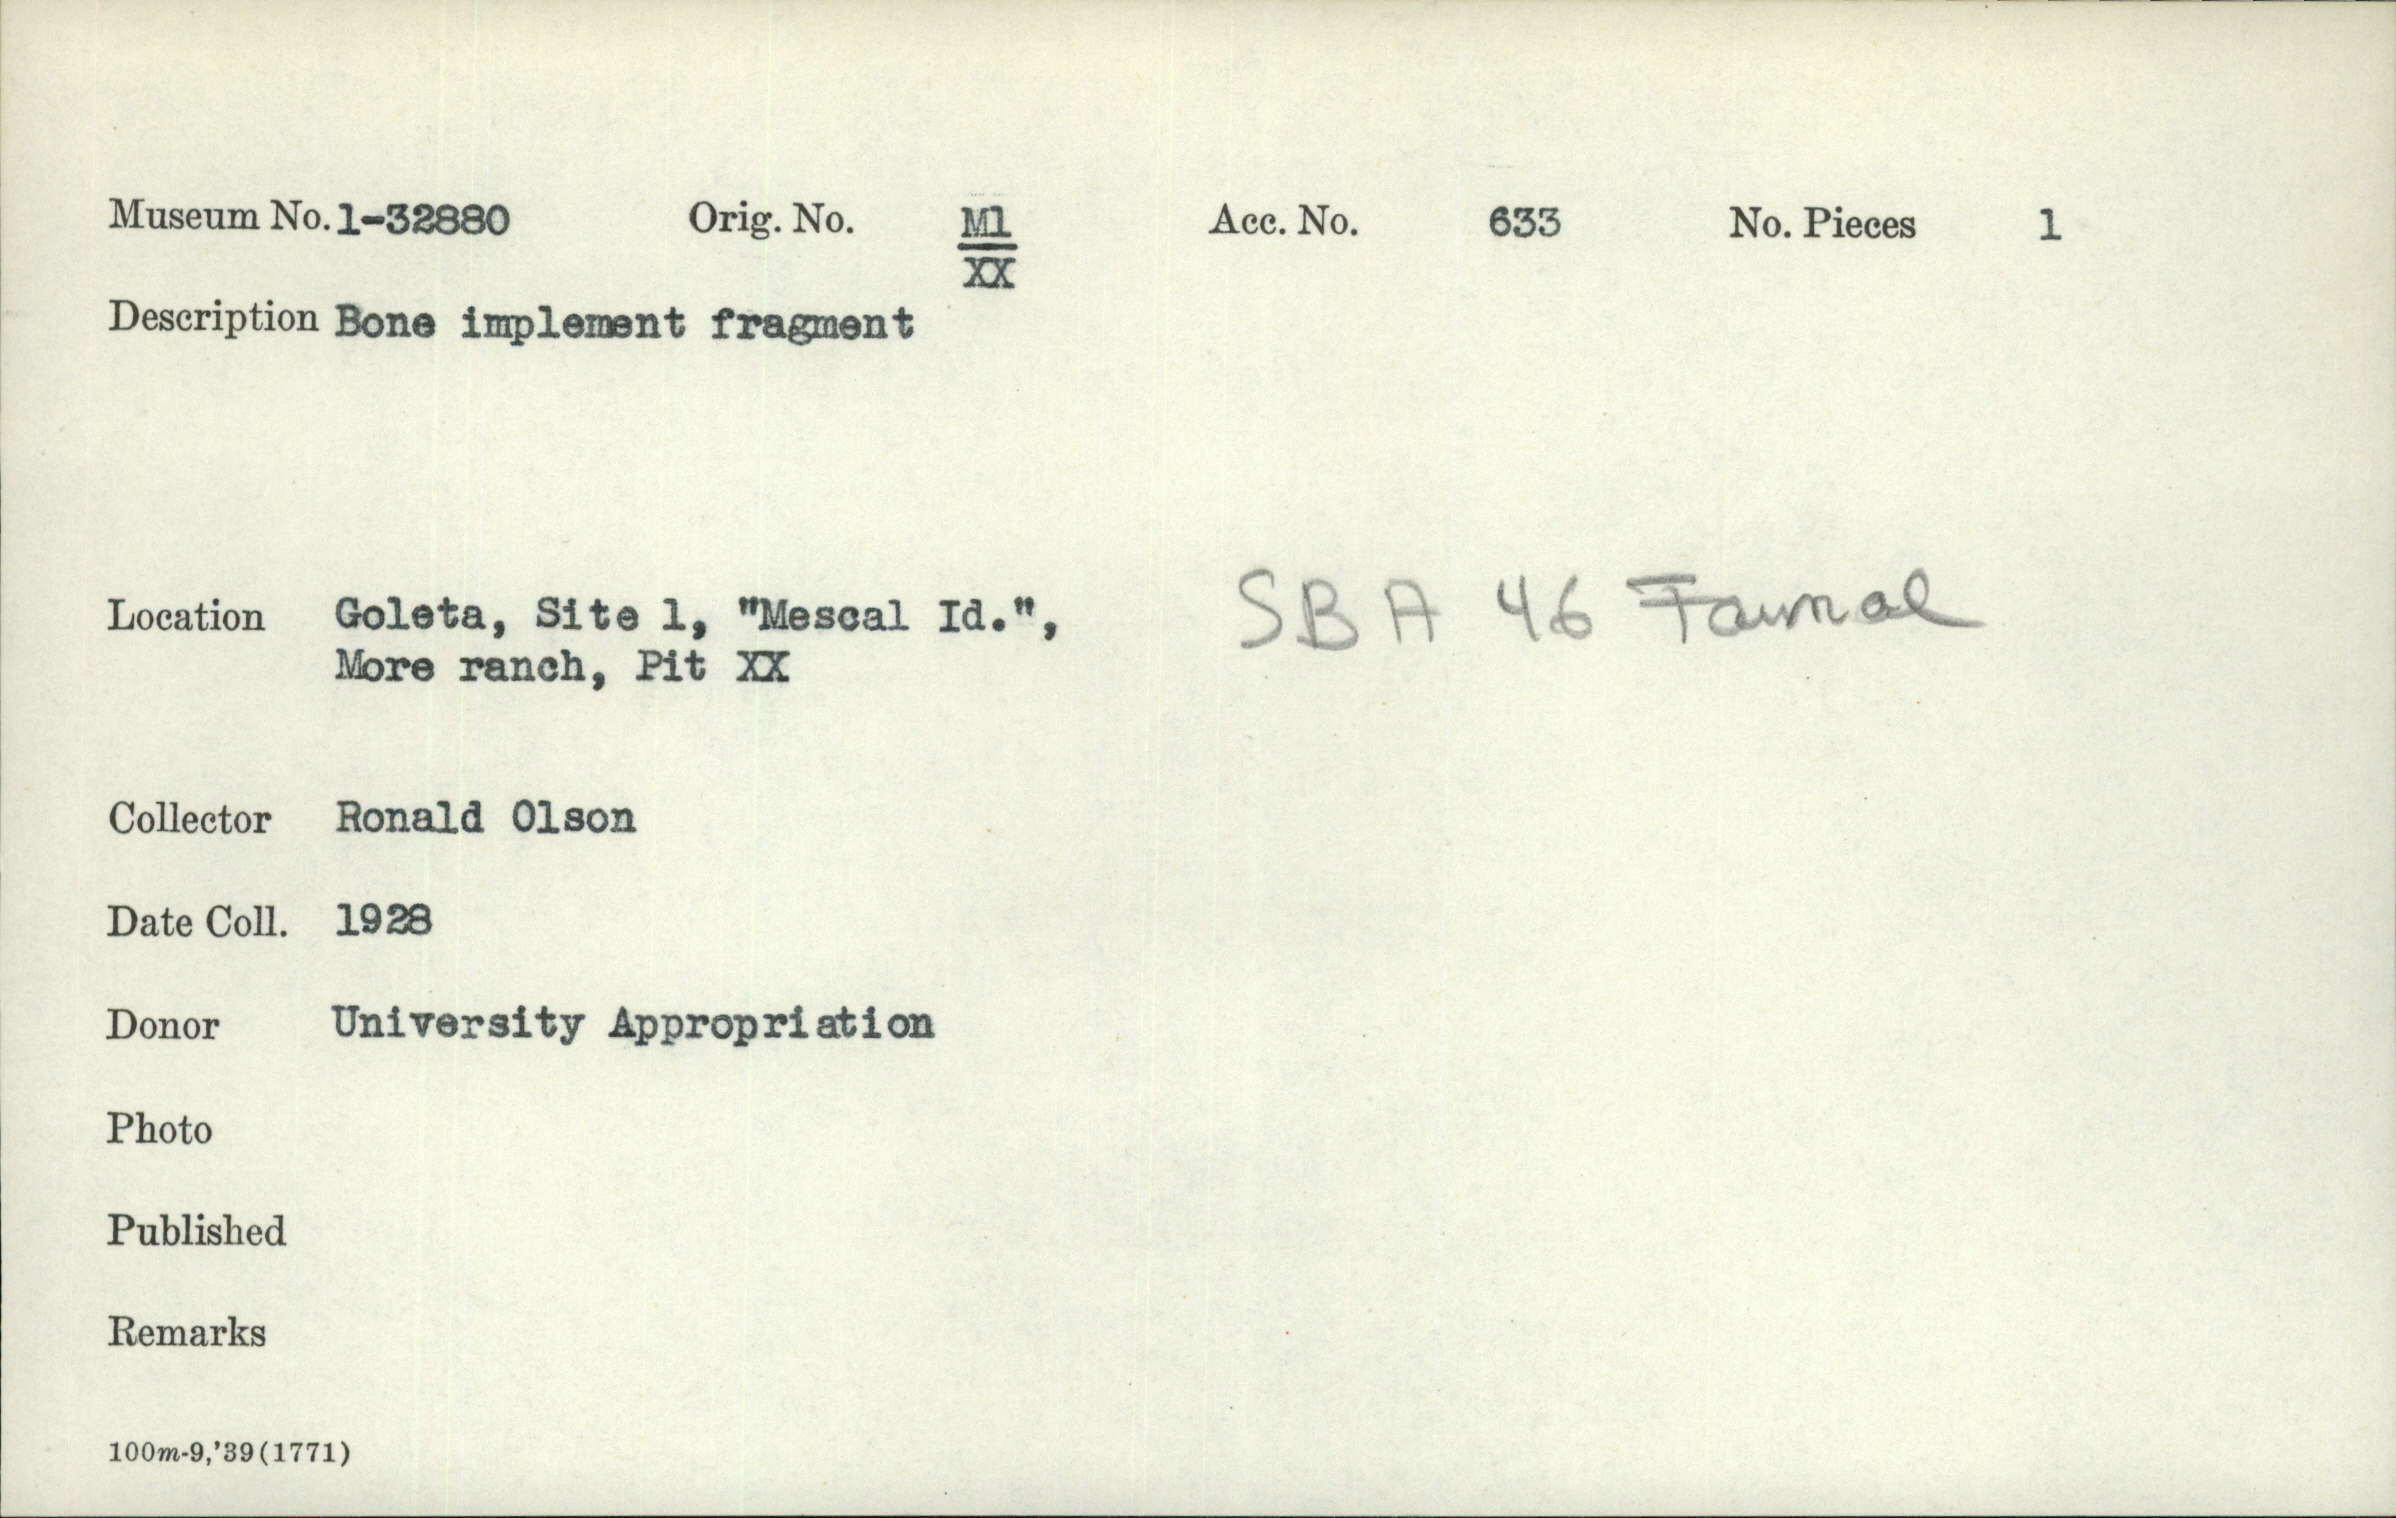 Museum No. 1-32880 Orig. No. M1 Acc. No. 633 No. Pieces 1
XX
Description Bone implement fragment
Location Goleta, Site 1, "Mescal Id.", SBA 46 Faunal
More ranch, Pit XX
Collector Ronald Olson
Date Coll. 1928
Donor University Appropriation
Photo
Published
Remarks
100m-9,'39(1771)